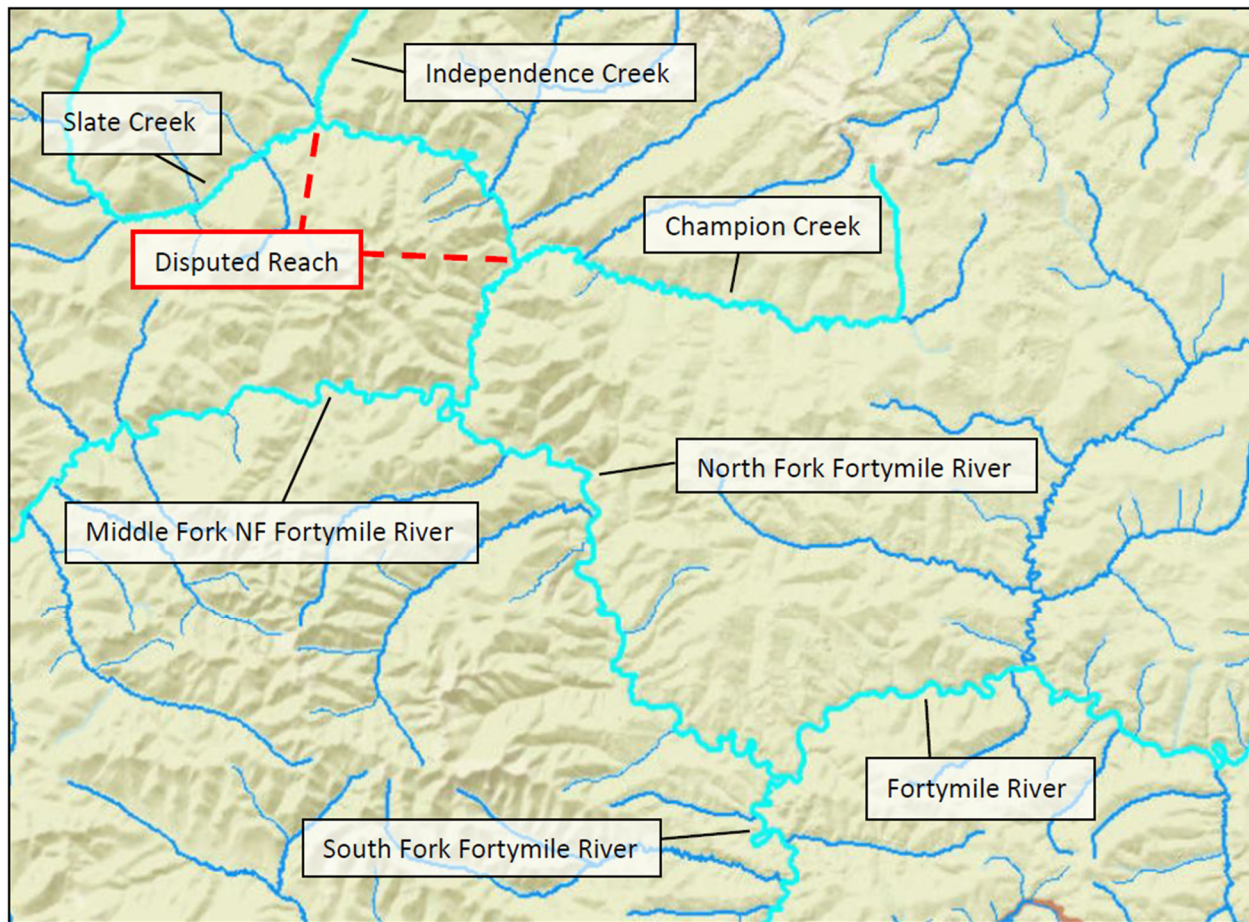 Independence Creek
Slate Creek
Champion Creek
Disputed Reach
North Fork Fortymile River
Middle Fork NF Fortymile River
Fortymile River
South Fork Fortymile River